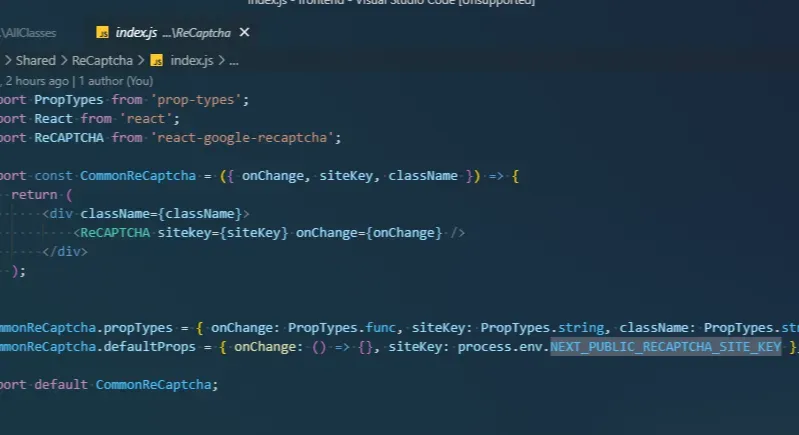 index.js - frontend - Visual Studio Code [Unsupported]
\AllClasses JS index.js ...\ReCaptcha ×
> Shared > ReCaptcha > JS index.js > ...
, 2 hours ago | 1 author (You)
port PropTypes from 'prop-types';
port React from 'react';
port ReCAPTCHA from 'react-google-recaptcha';
port const CommonReCaptcha = ({ onChange, siteKey, className }) => {
return (
<div className={className}>
<ReCAPTCHA sitekey={siteKey} onChange={onChange} />
</div>
);
mmonReCaptcha.propTypes = { onChange: PropTypes.func, siteKey: PropTypes.string, className: PropTypes.st
mmonReCaptcha.defaultProps = { onChange: () => {}, siteKey: process.env.NEXT_PUBLIC_RECAPTCHA_SITE_KEY }
port default CommonReCaptcha;